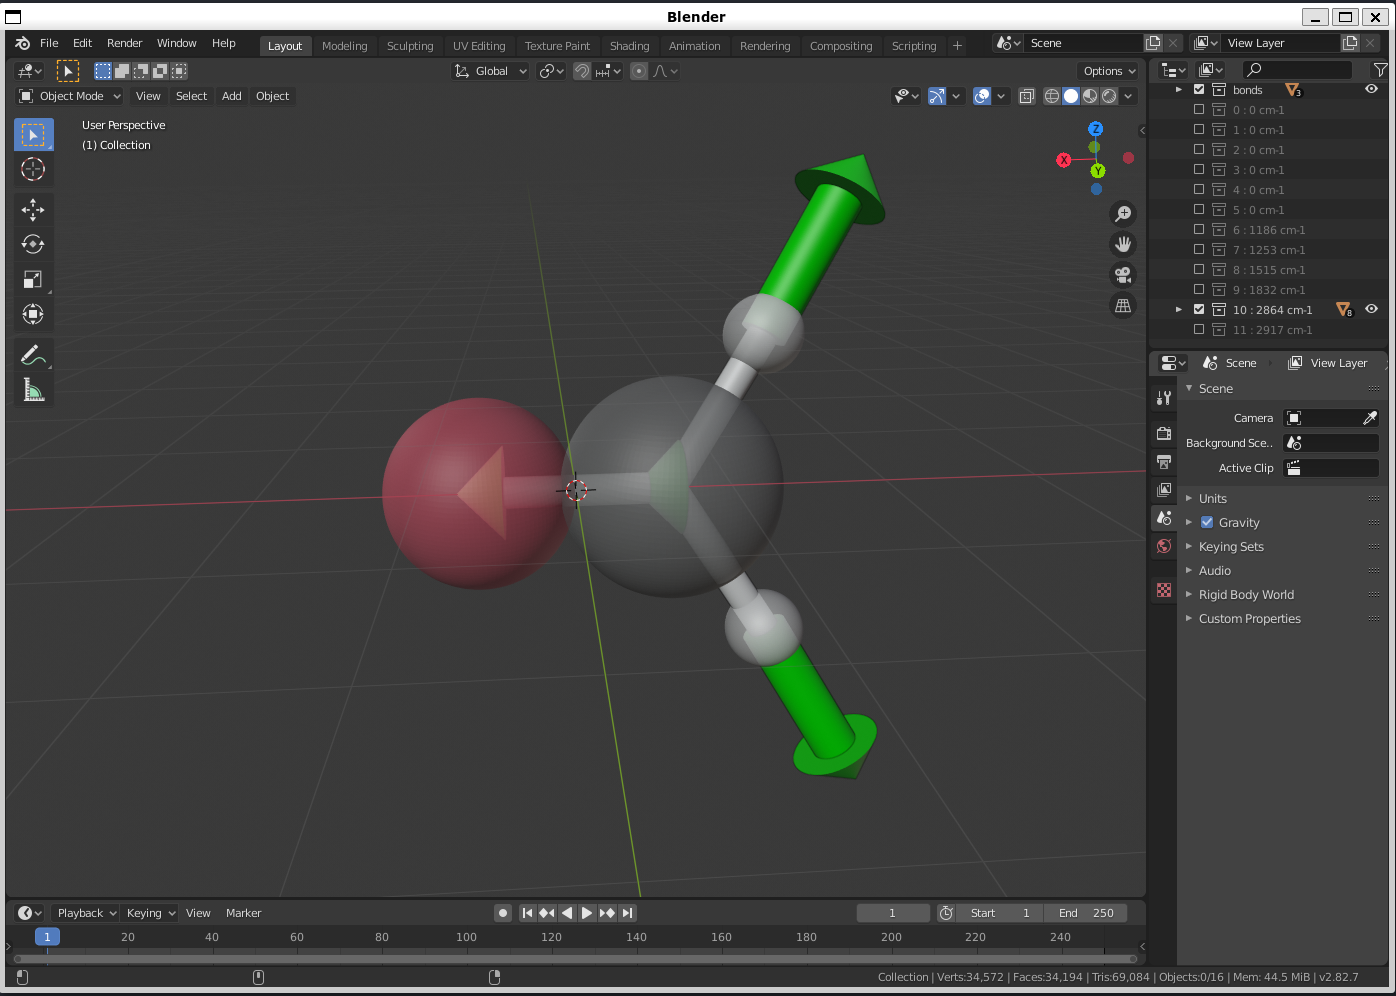 Blender
File Edit Render Window Help Layout Modeling Sculpting UV Editing Texture Paint Shading Animation Rendering Compositing Scripting + Scene View Layer
Global Options
Object Mode View Select Add Object
User Perspective
(1) Collection
Z
X
Y
bonds 3
0 : 0 cm-1
1 : 0 cm-1
2 : 0 cm-1
3 : 0 cm-1
4 : 0 cm-1
5 : 0 cm-1
6 : 1186 cm-1
7 : 1253 cm-1
8 : 1515 cm-1
9 : 1832 cm-1
10 : 2864 cm-1 8
11 : 2917 cm-1
Scene View Layer
Scene
Camera
Background Sce..
Active Clip
Units
Gravity
Keying Sets
Audio
Rigid Body World
Custom Properties
Playback Keying View Marker 1 Start 1 End 250
1 20 40 60 80 100 120 140 160 180 200 220 240
Collection | Verts:34,572 | Faces:34,194 | Tris:69,084 | Objects:0/16 | Mem: 44.5 MiB | v2.82.7